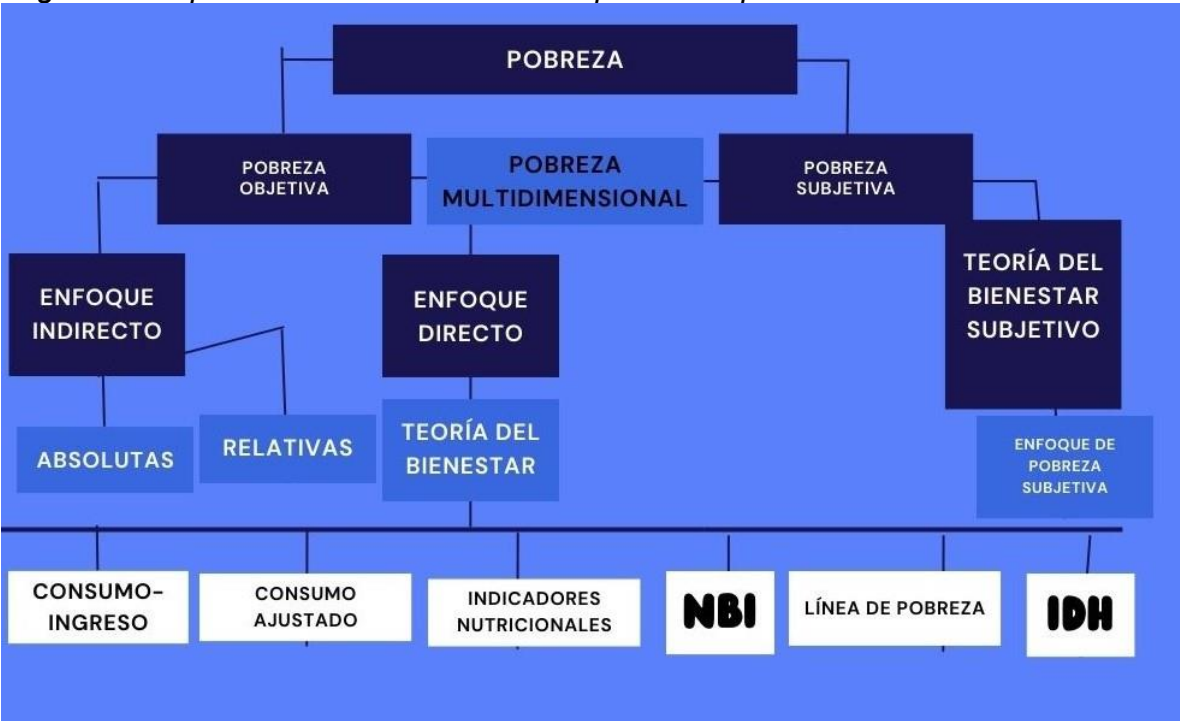 POBREZA
POBREZA
OBJETIVA
POBREZA
MULTIDIMENSIONAL
POBREZA
SUBJETIVA
ENFOQUE
INDIRECTO
ENFOQUE
DIRECTO
TEORÍA DEL
BIENESTAR
SUBJETIVO
ABSOLUTAS
RELATIVAS
TEORÍA DEL
BIENESTAR
ENFOQUE DE
POBREZA
SUBJETIVA
CONSUMO-
INGRESO
CONSUMO
AJUSTADO
INDICADORES
NUTRICIONALES
NBI
LÍNEA DE POBREZA
IDH